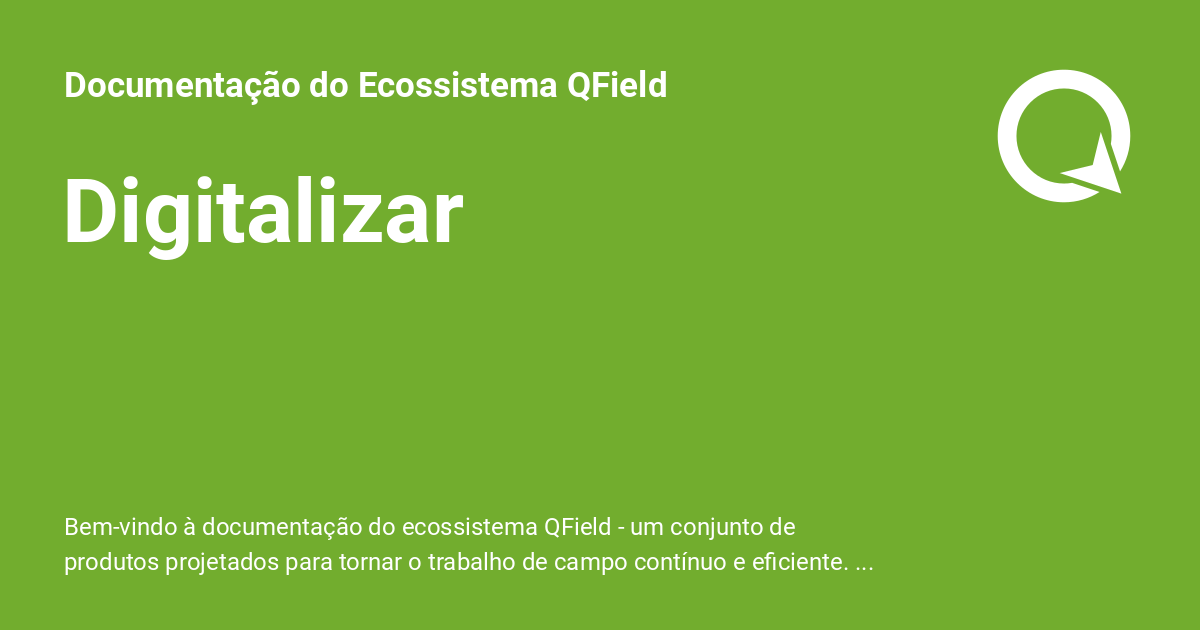 Documentação do Ecossistema QField
Digitalizar
Bem-vindo à documentação do ecossistema QField - um conjunto de
produtos projetados para tornar o trabalho de campo contínuo e eficiente. ...